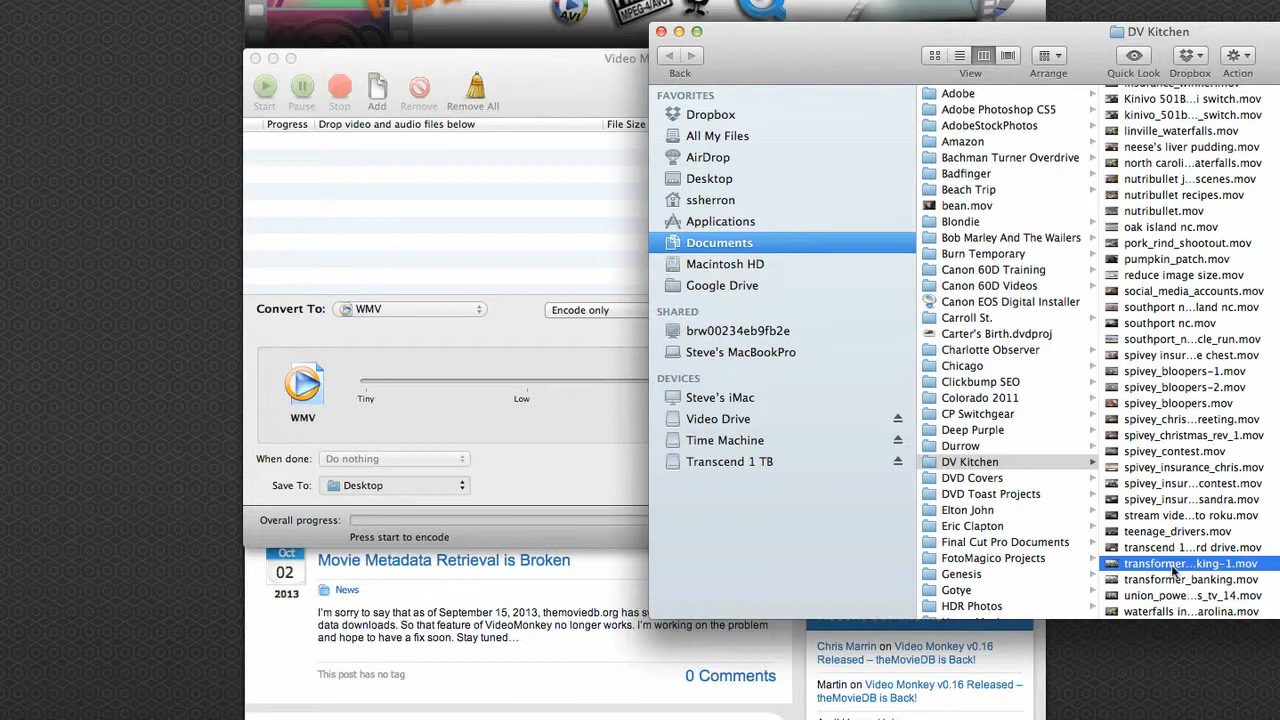 AVI
MPEG-4/AVC
DV Kitchen
Back
View
Arrange
Quick Look
Dropbox
Action
Video M
Start
Pause
Stop
Add
Remove
Remove All
Progress
Drop video and audio files below
File Size
Convert To:
WMV
Encode only
WMV
Tiny
Low
When done:
Do nothing
Save To:
Desktop
Overall progress:
Press start to encode
FAVORITES
Dropbox
All My Files
AirDrop
Desktop
ssherron
Applications
Documents
Macintosh HD
Google Drive
SHARED
brw00234eb9fb2e
Steve's MacBookPro
DEVICES
Steve's iMac
Video Drive
Time Machine
Transcend 1 TB
Adobe
Adobe Photoshop CS5
AdobeStockPhotos
Amazon
Bachman Turner Overdrive
Badfinger
Beach Trip
bean.mov
Blondie
Bob Marley And The Wailers
Burn Temporary
Canon 60D Training
Canon 60D Videos
Canon EOS Digital Installer
Carroll St.
Carter's Birth.dvdproj
Charlotte Observer
Chicago
Clickbump SEO
Colorado 2011
CP Switchgear
Deep Purple
Durrow
DV Kitchen
DVD Covers
DVD Toast Projects
Elton John
Eric Clapton
Final Cut Pro Documents
FotoMagico Projects
Genesis
Gotye
HDR Photos
insurance_winner.mov
Kinivo 501B...i switch.mov
kinivo_501b..._switch.mov
linville_waterfalls.mov
neese's liver pudding.mov
north caroli...aterfalls.mov
nutribullet j...scenes.mov
nutribullet recipes.mov
nutribullet.mov
oak island nc.mov
pork_rind_shootout.mov
pumpkin_patch.mov
reduce image size.mov
social_media_accounts.mov
southport n...land nc.mov
southport nc.mov
southport_n...cle_run.mov
spivey insur...e chest.mov
spivey_bloopers-1.mov
spivey_bloopers-2.mov
spivey_bloopers.mov
spivey_chris...reeting.mov
spivey_christmas_rev_1.mov
spivey_contest.mov
spivey_insurance_chris.mov
spivey_insur...contest.mov
spivey_insur...sandra.mov
stream vide...to roku.mov
teenage_drivers.mov
transcend 1...rd drive.mov
transformer...king-1.mov
transformer_banking.mov
union_powe...s_tv_14.mov
waterfalls in...arolina.mov
Oct
02
2013
Movie Metadata Retrieval is Broken
News
I'm sorry to say that as of September 15, 2013, themoviedb.org has
data downloads. So that feature of VideoMonkey no longer works. I'm working on the problem
and hope to have a fix soon. Stay tuned...
This post has no tag
0 Comments
Chris Marrin on Video Monkey v0.16
Released – theMovieDB is Back!
Martin on Video Monkey v0.16 Released –
theMovieDB is Back!